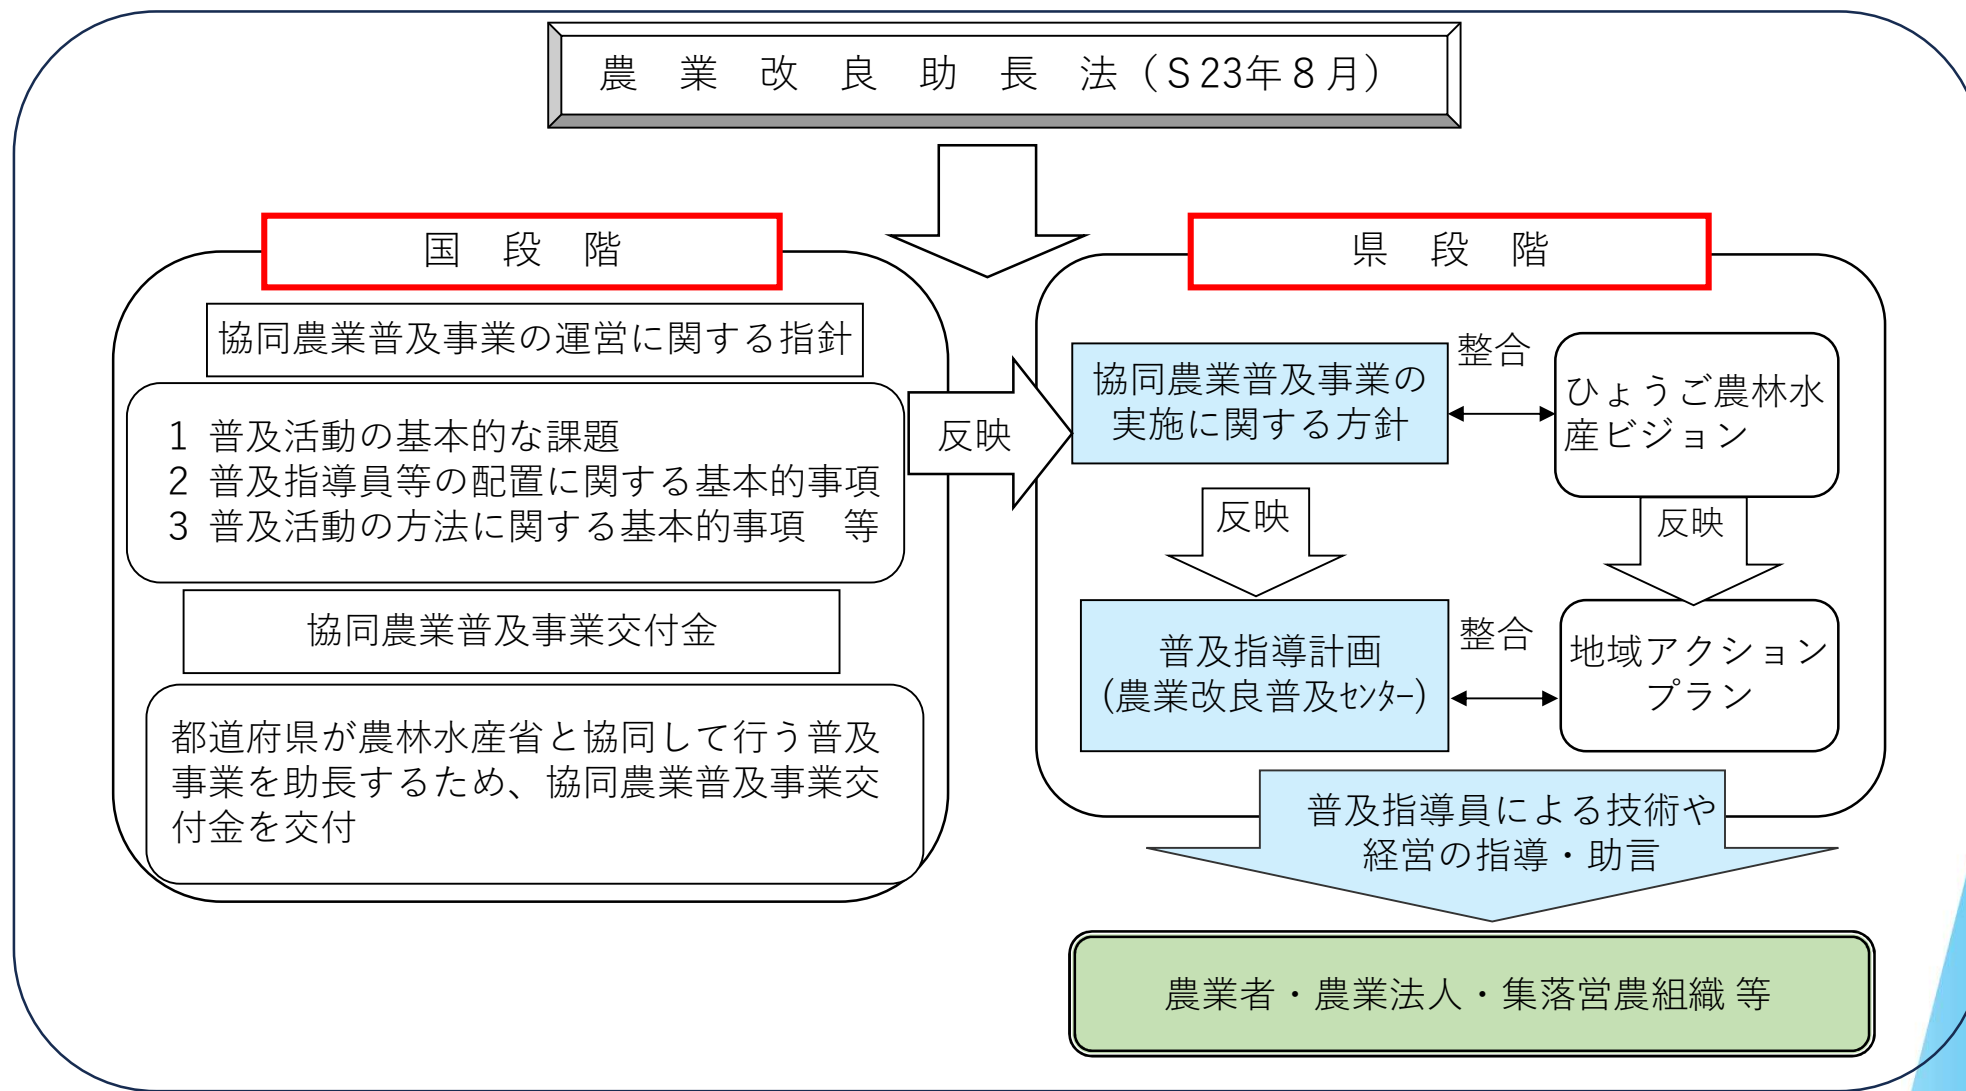 農 業 改 良 助 長 法（Ｓ23年８月）
国 段 階
協同農業普及事業の運営に関する指針
1 普及活動の基本的な課題
2 普及指導員等の配置に関する基本的事項
3 普及活動の方法に関する基本的事項　等
協同農業普及事業交付金
都道府県が農林水産省と協同して行う普及
事業を助長するため、協同農業普及事業交
付金を交付
反映
県 段 階
協同農業普及事業の
実施に関する方針
整合
ひょうご農林水
産ビジョン
反映
反映
普及指導計画
(農業改良普及ｾﾝﾀｰ)
整合
地域アクション
プラン
普及指導員による技術や
経営の指導・助言
農業者・農業法人・集落営農組織 等